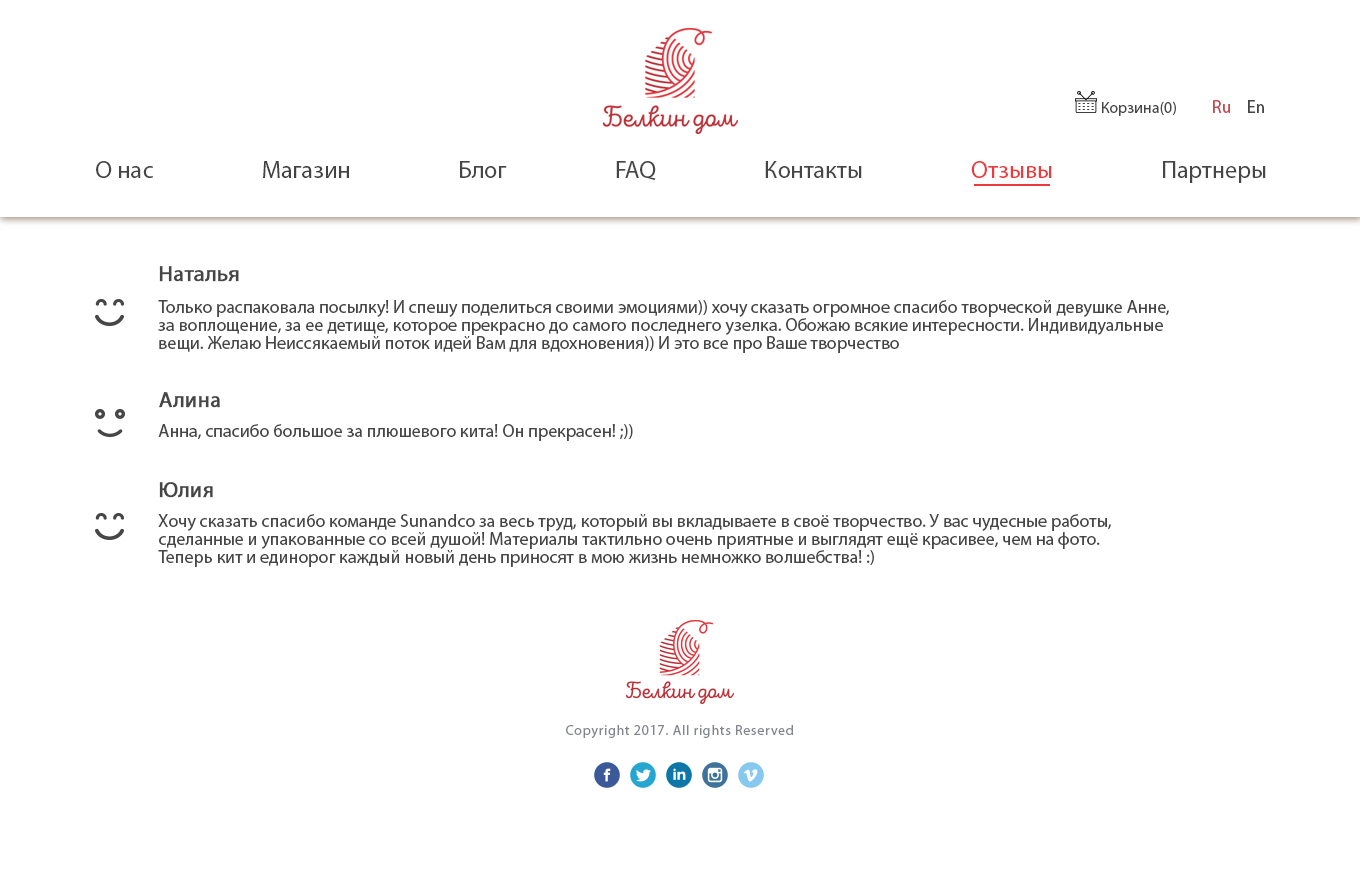 Белкин дом
Корзина(0) Ru En
О нас Магазин Блог FAQ Контакты Отзывы Партнеры
Наталья
Только распаковала посылку! И спешу поделиться своими эмоциями)) хочу сказать огромное спасибо творческой девушке Анне,
за воплощение, за ее детище, которое прекрасно до самого последнего узелка. Обожаю всякие интересности. Индивидуальные
вещи. Желаю Неиссякаемый поток идей Вам для вдохновения)) И это все про Ваше творчество
Алина
Анна, спасибо большое за плюшевого кита! Он прекрасен! ;))
Юлия
Хочу сказать спасибо команде Sunandco за весь труд, который вы вкладываете в своё творчество. У вас чудесные работы,
сделанные и упакованные со всей душой! Материалы тактильно очень приятные и выглядят ещё красивее, чем на фото.
Теперь кит и единорог каждый новый день приносят в мою жизнь немножко волшебства! :)
Белкин дом
Copyright 2017. All rights Reserved